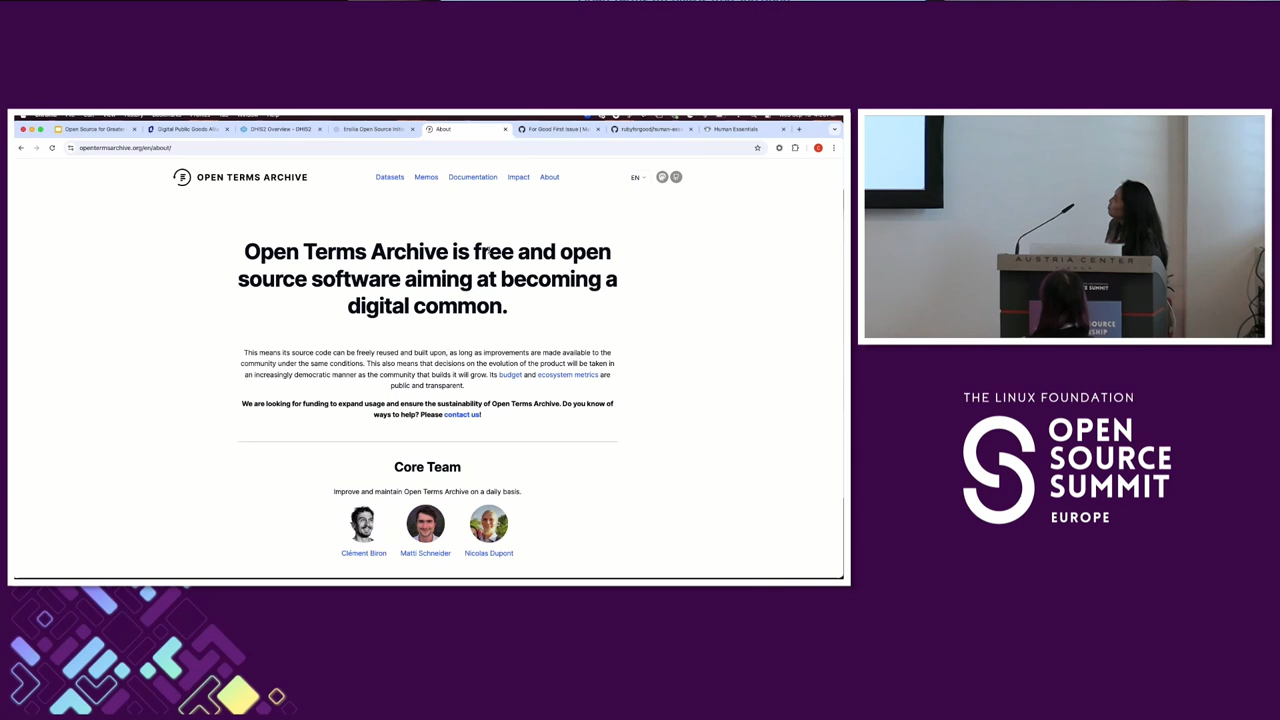 Open Source for Greater
Digital Public Goods Alli
DHIS2 Overview - DHIS2
Ersilia Open Source Initi
About
For Good First Issue | Ma
rubyforgood/human-ess
Human Essentials
opentermsarchive.org/en/about/
OPEN TERMS ARCHIVE
Datasets
Memos
Documentation
Impact
About
EN
Open Terms Archive is free and open
source software aiming at becoming a
digital common.
This means its source code can be freely reused and built upon, as long as improvements are made available to the
community under the same conditions. This also means that decisions on the evolution of the product will be taken in
an increasingly democratic manner as the community that builds it will grow. Its budget and ecosystem metrics are
public and transparent.
We are looking for funding to expand usage and ensure the sustainability of Open Terms Archive. Do you know of
ways to help? Please contact us!
Core Team
Improve and maintain Open Terms Archive on a daily basis.
Clément Biron
Matti Schneider
Nicolas Dupont
AUSTRIA CENTER
THE LINUX FOUNDATION
OPEN
SOURCE
SUMMIT
EUROPE